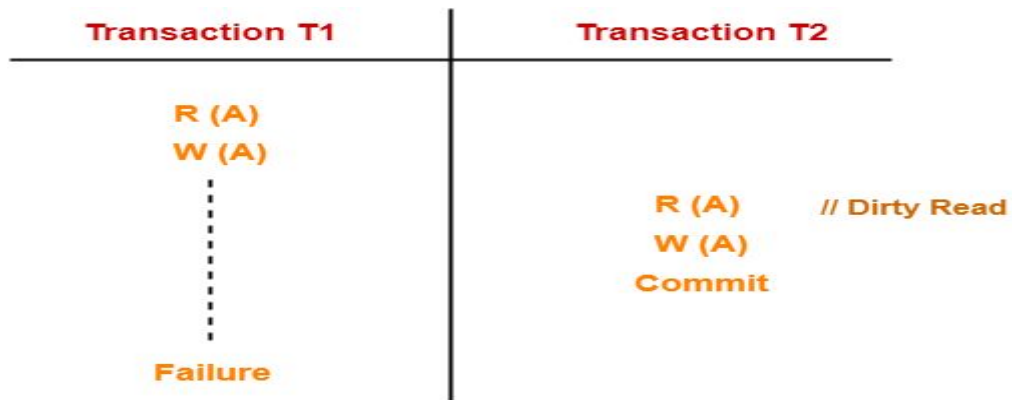 Transaction T1 Transaction T2
R (A)
W (A)
R (A) // Dirty Read
W (A)
Commit
Failure